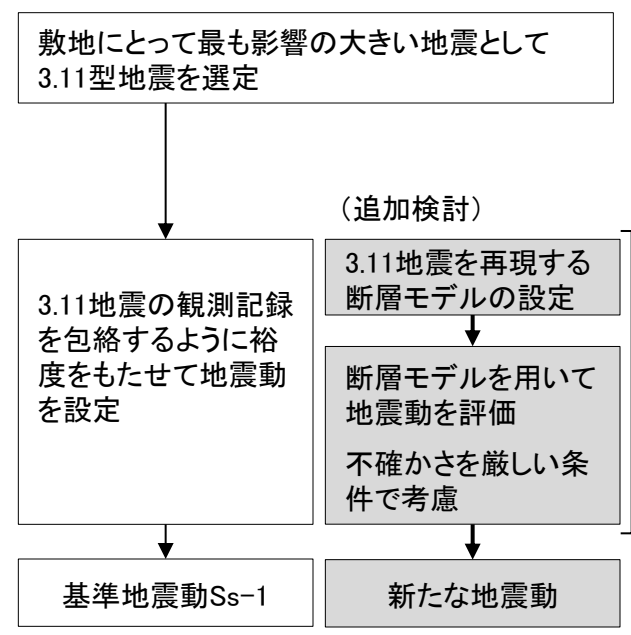 敷地にとって最も影響の大きい地震として
3.11型地震を選定
3.11地震の観測記録
を包絡するように裕
度をもたせて地震動
を設定
基準地震動Ss-1
（追加検討）
3.11地震を再現する
断層モデルの設定
断層モデルを用いて
地震動を評価
不確かさを厳しい条
件で考慮
新たな地震動